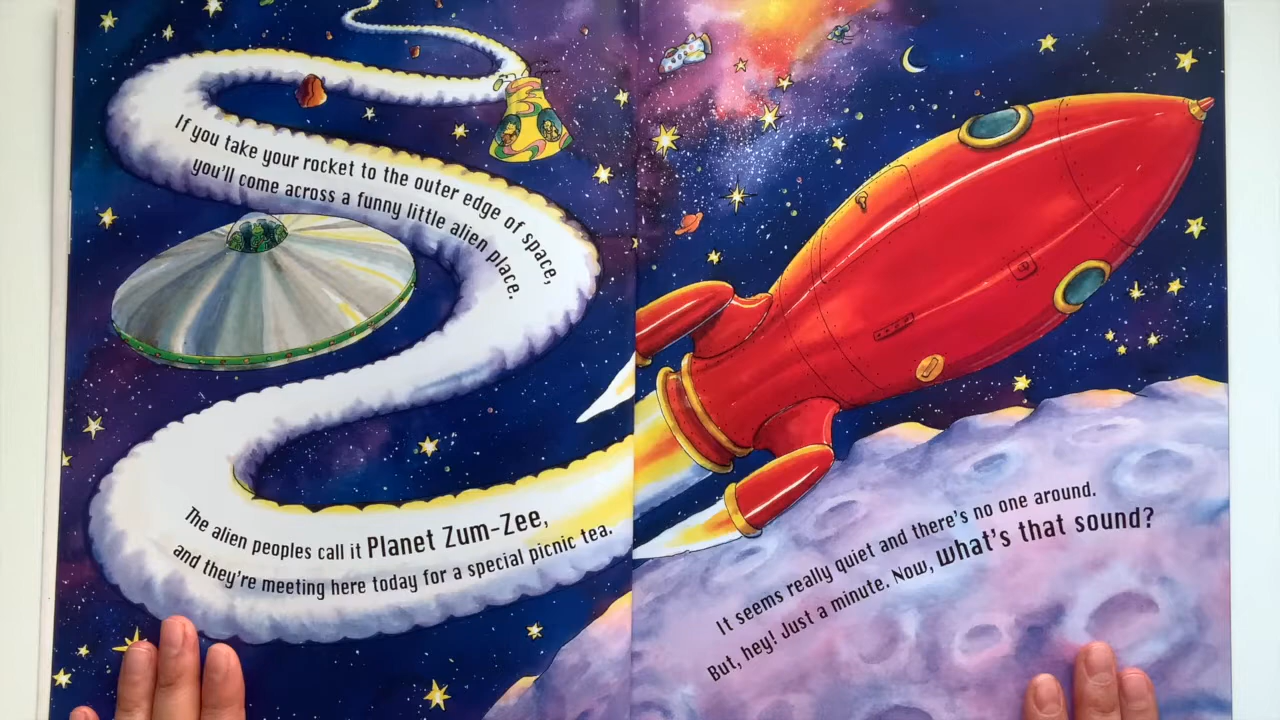 If you take your rocket to the outer edge of space,
you'll come across a funny little alien place.
The alien peoples call it Planet Zum-Zee,
and they're meeting here today for a special picnic tea.
It seems really quiet and there's no one around.
But, hey! Just a minute. Now, what's that sound?